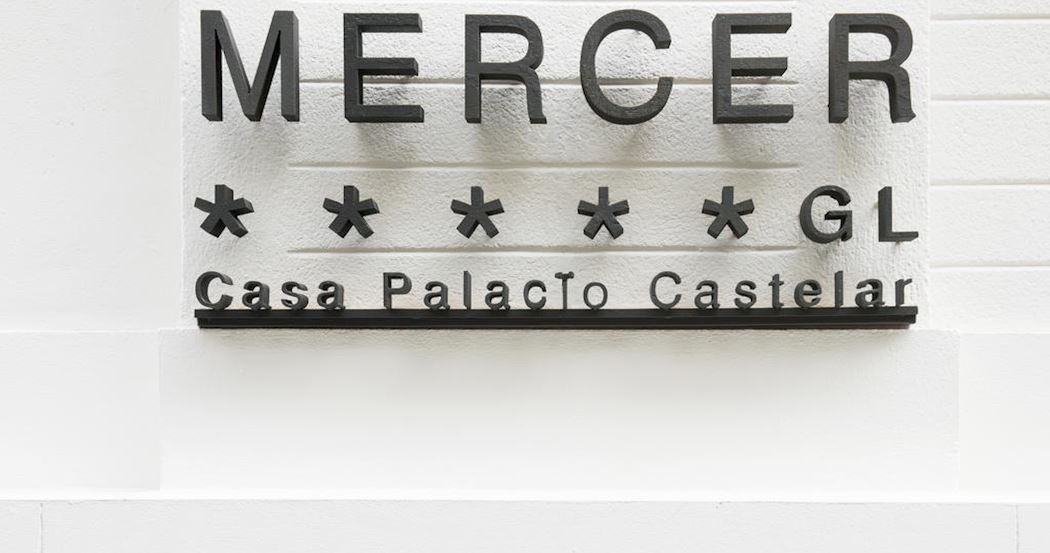 MERCER
* * * * * GL
Casa Palacio Castelar